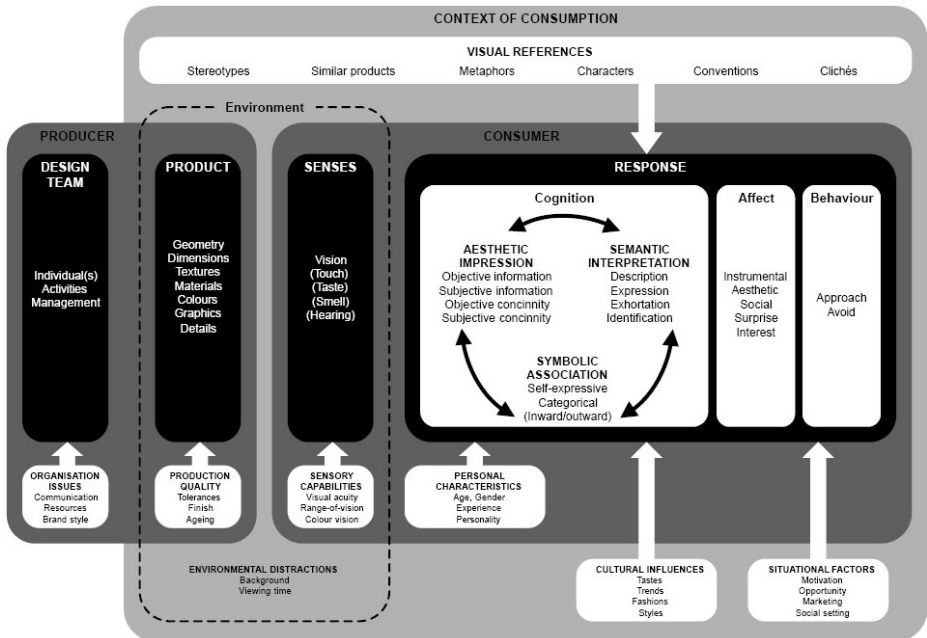 CONTEXT OF CONSUMPTION
VISUAL REFERENCES
Stereotypes Similar products Metaphors Characters Conventions Clichés
Environment
PRODUCER
CONSUMER
DESIGN
TEAM
Individual(s)
Activities
Management
PRODUCT
Geometry
Dimensions
Textures
Materials
Colours
Graphics
Details
SENSES
Vision
(Touch)
(Taste)
(Smell)
(Hearing)
RESPONSE
Cognition
AESTHETIC
IMPRESSION
Objective information
Subjective information
Objective concinnity
Subjective concinnity
SEMANTIC
INTERPRETATION
Description
Expression
Exhortation
Identification
SYMBOLIC
ASSOCIATION
Self-expressive
Categorical
(Inward/outward)
Affect
Instrumental
Aesthetic
Social
Surprise
Interest
Behaviour
Approach
Avoid
ORGANISATION
ISSUES
Communication
Resources
Brand style
PRODUCTION
QUALITY
Tolerances
Finish
Ageing
SENSORY
CAPABILITIES
Visual acuity
Range-of-vision
Colour vision
PERSONAL
CHARACTERISTICS
Age, Gender
Experience
Personality
ENVIRONMENTAL DISTRACTIONS
Background
Viewing time
CULTURAL INFLUENCES
Tastes
Trends
Fashions
Styles
SITUATIONAL FACTORS
Motivation
Opportunity
Marketing
Social setting